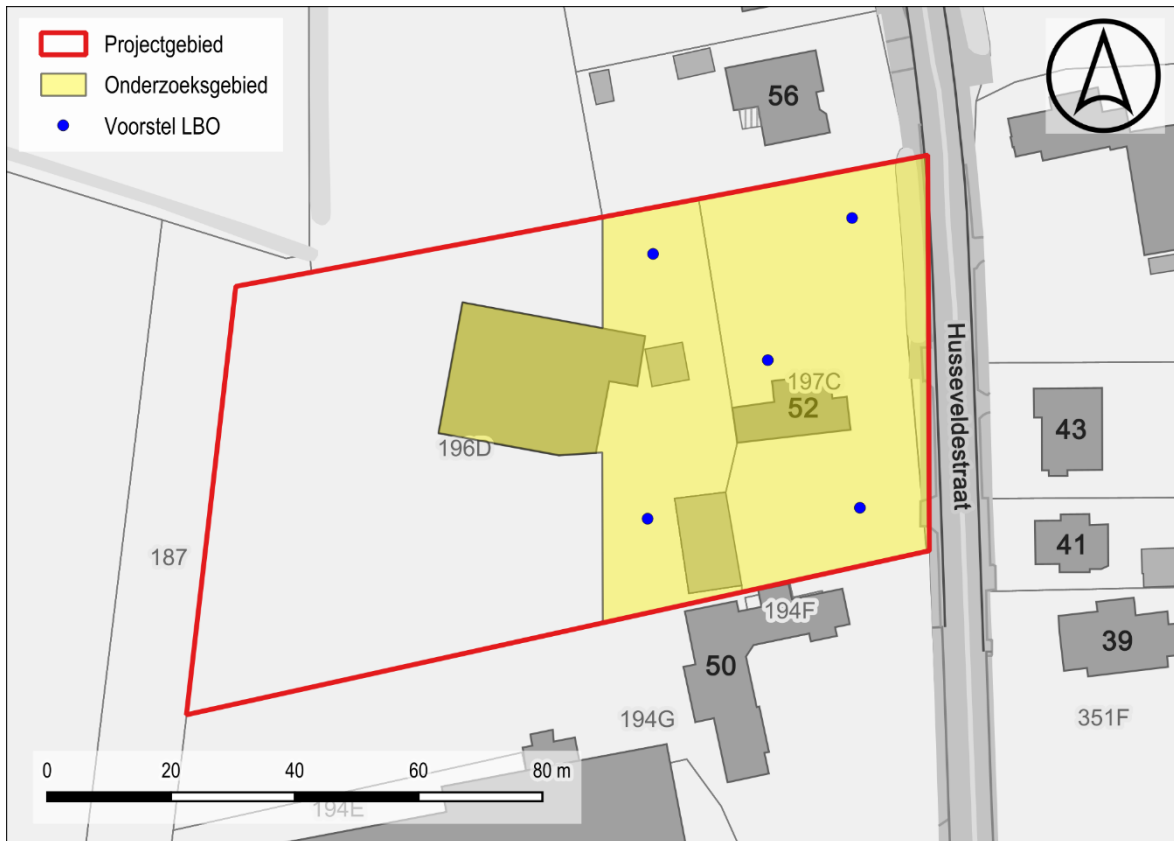 Projectgebied
Onderzoeksgebied
Voorstel LBO
56
197C
52
Husseveldestraat
196D
43
187
41
194F
50
39
194G
351F
0 20 40 60 80 m
194E